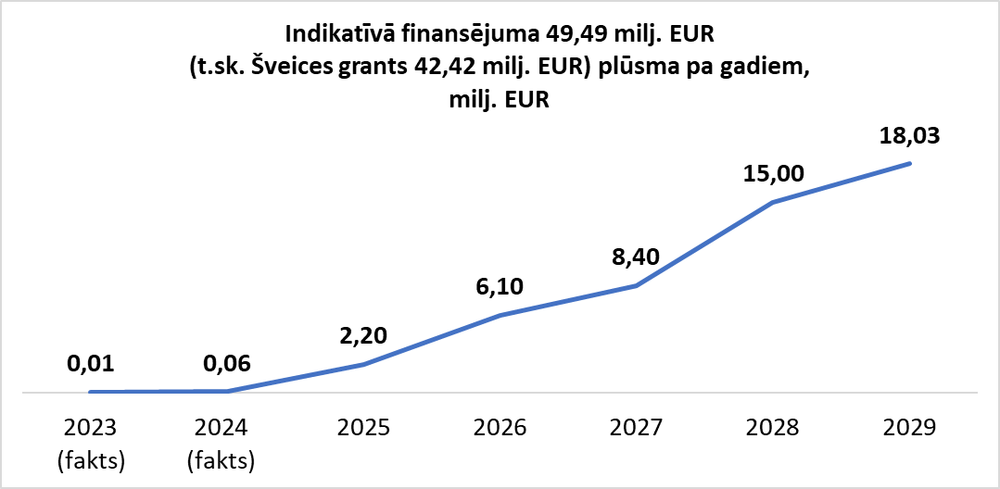 Indikatīvā finansējuma 49,49 milj. EUR
(t.sk. Šveices grants 42,42 milj. EUR) plūsma pa gadiem,
milj. EUR
0,01
0,06
2,20
6,10
8,40
15,00
18,03
2023 (fakts)
2024 (fakts)
2025
2026
2027
2028
2029